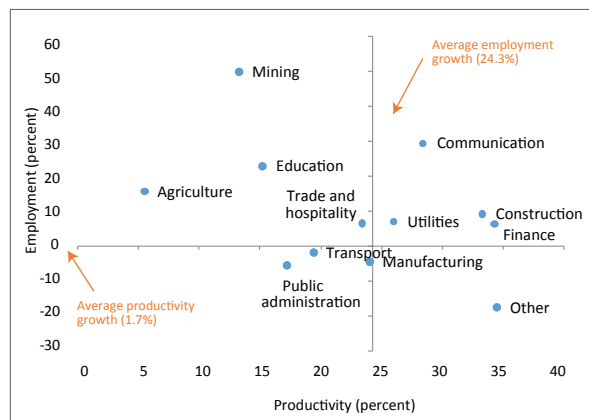 60
50
40
30
20
10
0
-10
-20
-30
Employment (percent)
Average employment
growth (24.3%)
Mining
Communication
Education
Agriculture
Trade and
hospitality
Utilities
Construction
Finance
Transport
Manufacturing
Public
administration
Average productivity
growth (1.7%)
Other
0 5 10 15 20 25 30 35 40
Productivity (percent)